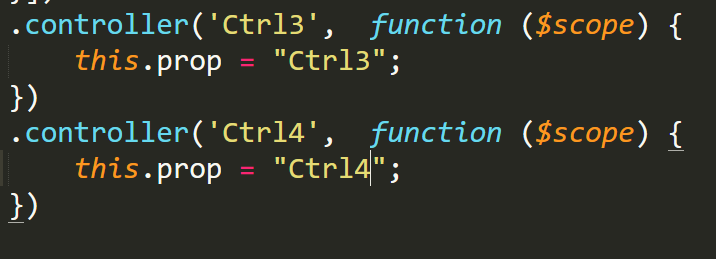 }])
.controller('Ctrl3',  function ($scope) {
    this.prop = "Ctrl3";
})
.controller('Ctrl4',  function ($scope) {
    this.prop = "Ctrl4";
})